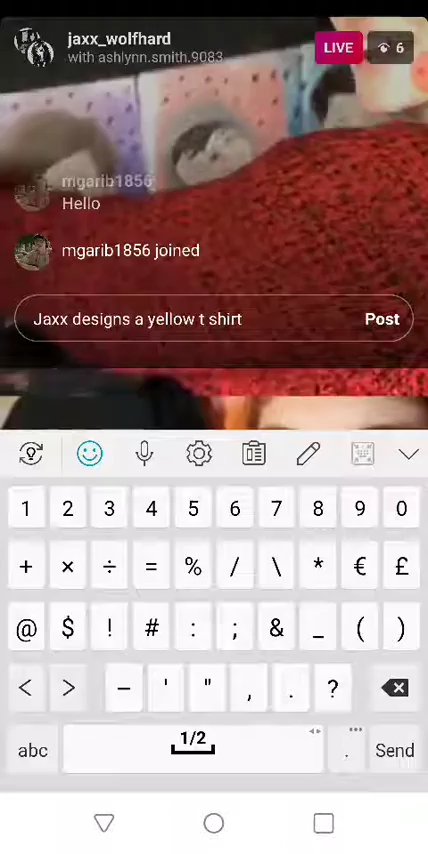 jaxx_wolfhard
with ashlynn.smith.9083
LIVE
6
mgarib1856
Hello
mgarib1856 joined
Jaxx designs a yellow t shirt
Post
1 2 3 4 5 6 7 8 9 0
+ × ÷ = % / \ * € £
@ $ ! # : ; & _ ( )
< > - ' " , . ?
abc 1/2 . Send